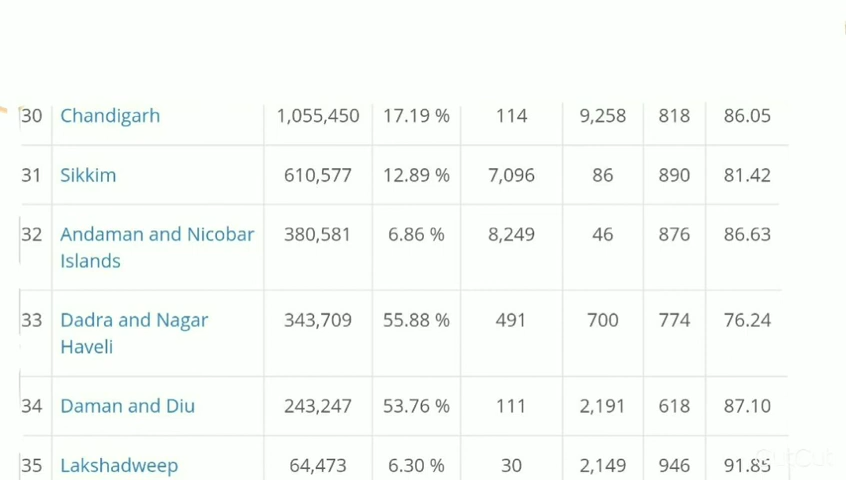 30 Chandigarh 1,055,450 17.19 % 114 9,258 818 86.05
31 Sikkim 610,577 12.89 % 7,096 86 890 81.42
32 Andaman and Nicobar 380,581 6.86 % 8,249 46 876 86.63
Islands
33 Dadra and Nagar 343,709 55.88 % 491 700 774 76.24
Haveli
34 Daman and Diu 243,247 53.76 % 111 2,191 618 87.10
35 Lakshadweep 64,473 6.30 % 30 2,149 946 91.85